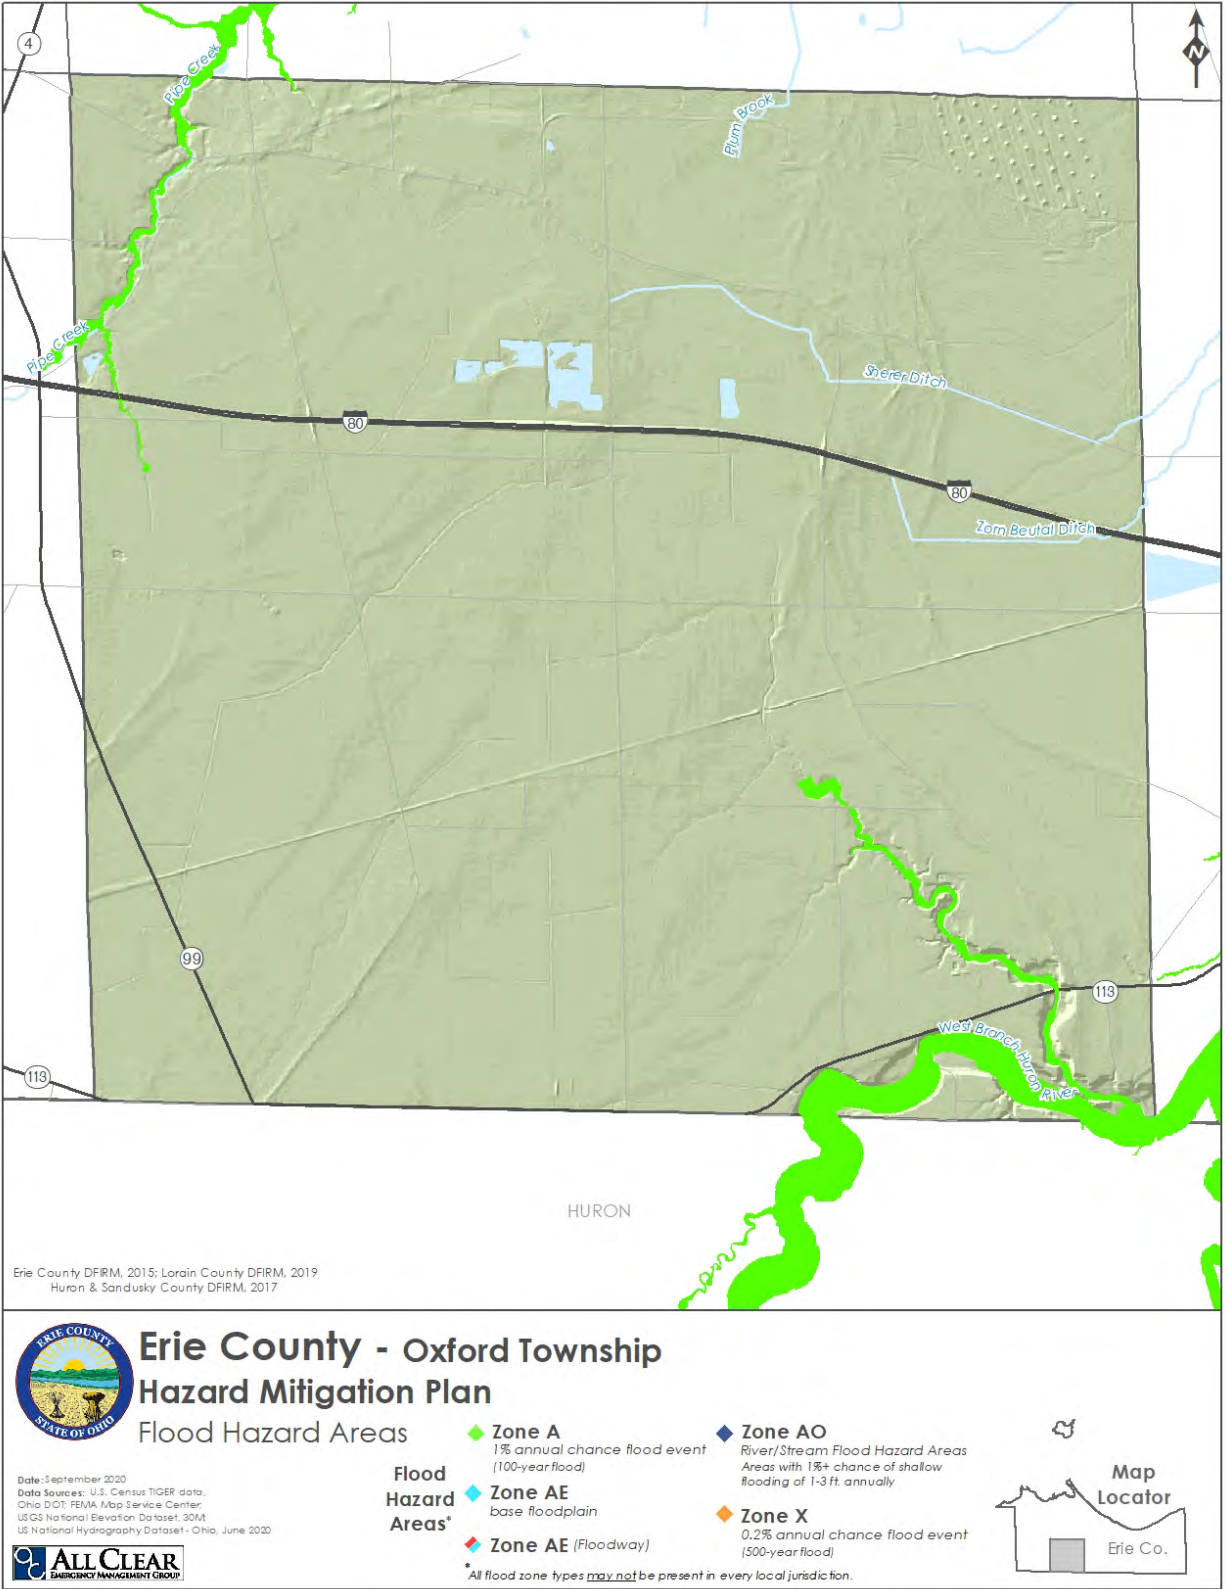 4
N
Pipe Creek
Plum Brook
Pipe Creek
Sherer Ditch
80
80
Zorn Beutal Ditch
99
113
West Branch Huron River
113
HURON
Erie County DFIRM, 2015; Lorain County DFIRM, 2019
Huron & Sandusky County DFIRM, 2017
ERIE COUNTY
STATE OF OHIO
Erie County - Oxford Township
Hazard Mitigation Plan
Flood Hazard Areas
Date: September 2020
Data Sources: U.S. Census TIGER data,
Ohio DOT; FEMA Map Service Center;
USGS National Elevation Dataset, 30M;
US National Hydrography Dataset - Ohio, June 2020
ALL CLEAR
EMERGENCY MANAGEMENT GROUP
Flood
Hazard
Areas*
Zone A
1% annual chance flood event
(100-year flood)
Zone AE
base floodplain
Zone AE (Floodway)
Zone AO
River/Stream Flood Hazard Areas
Areas with 1%+ chance of shallow
flooding of 1-3 ft. annually
Zone X
0.2% annual chance flood event
(500-year flood)
*All flood zone types may not be present in every local jurisdiction.
Map
Locator
Erie Co.